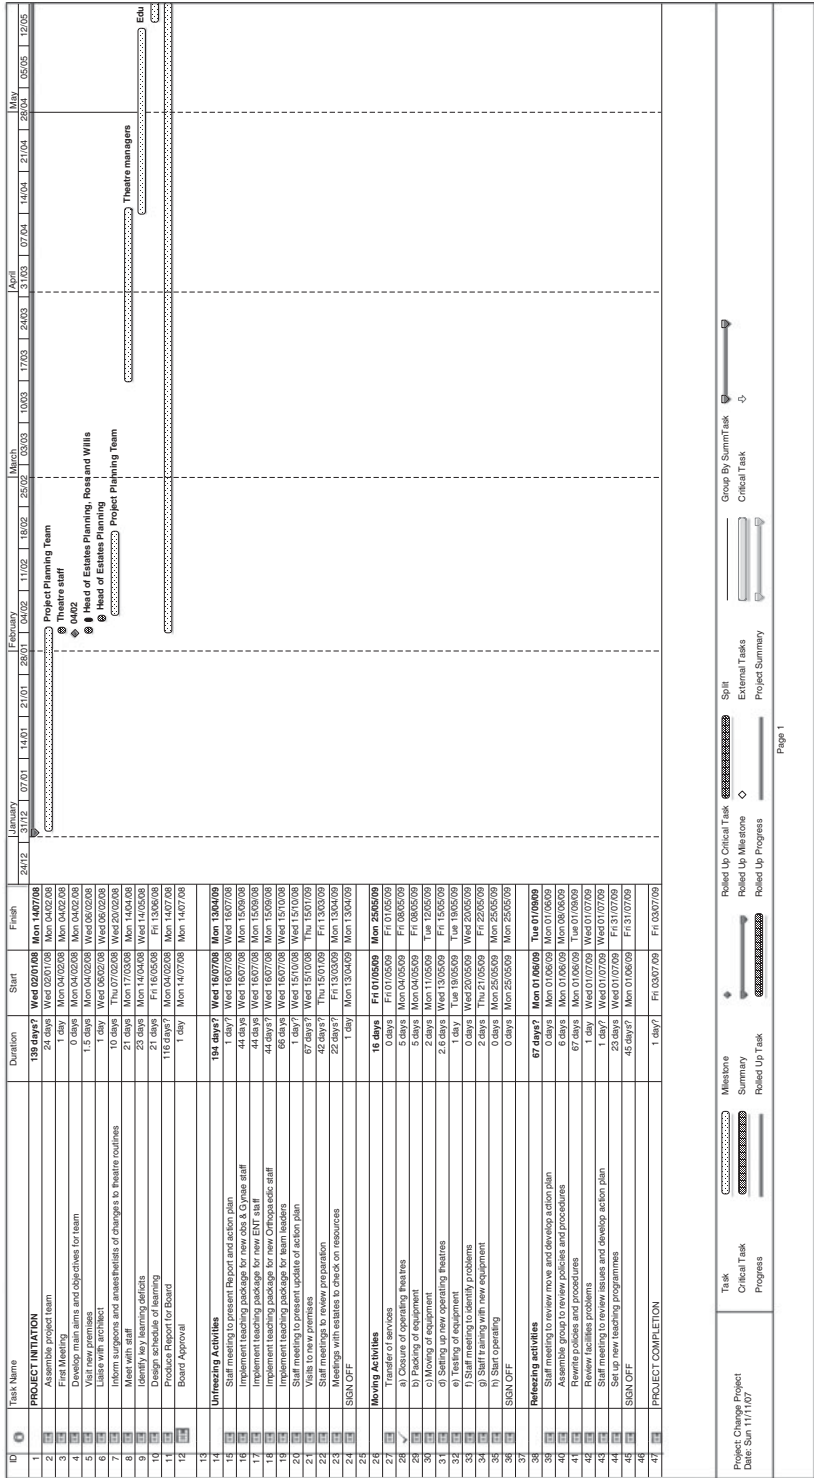 ID Task Name Duration Start Finish January February March April May
24/12 31/12 07/01 14/01 21/01 28/01 04/02 11/02 18/02 25/02 03/03 10/03 17/03 24/03 31/03 07/04 14/04 21/04 28/04 05/05 12/05
1 PROJECT INITIATION 139 days? Wed 02/01/08 Mon 14/07/08
2 Assemble project team 24 days Wed 02/01/08 Mon 04/02/08 Project Planning Team
3 First Meeting 1 day Mon 04/02/08 Mon 04/02/08 Theatre staff
4 Develop main aims and objectives for team 0 days Mon 04/02/08 Mon 04/02/08 04/02
5 Visit new premises 1.5 days Mon 04/02/08 Wed 06/02/08 Head of Estates Planning, Ross and Willis
6 Liaise with architect 1 day Wed 06/02/08 Wed 06/02/08 Head of Estates Planning
7 Inform surgeons and anaesthetists of changes to theatre routines 10 days Thu 07/02/08 Wed 20/02/08 Project Planning Team
8 Meet with staff 21 days Mon 17/03/08 Mon 14/04/08 Theatre managers
9 Identify key learning deficits 23 days Mon 14/04/08 Wed 14/05/08 Edu
10 Design schedule of learning 21 days Fri 16/05/08 Fri 13/06/08
11 Produce Report for Board 116 days? Mon 04/02/08 Mon 14/07/08
12 Board Approval 1 day Mon 14/07/08 Mon 14/07/08
13
14 Unfreezing Activities 194 days? Wed 16/07/08 Mon 13/04/09
15 Staff meeting to present Report and action plan 1 day? Wed 16/07/08 Wed 16/07/08
16 Implement teaching package for new obs & Gynae staff 44 days Wed 16/07/08 Mon 15/09/08
17 Implement teaching package for new ENT staff 44 days Wed 16/07/08 Mon 15/09/08
18 Implement teaching package for new Orthopaedic staff 44 days? Wed 16/07/08 Mon 15/09/08
19 Implement teaching package for team leaders 66 days Wed 16/07/08 Wed 15/10/08
20 Staff meeting to present update of action plan 1 day? Wed 15/10/08 Wed 15/10/08
21 Visits to new premises 67 days? Wed 15/10/08 Thu 15/01/09
22 Staff meetings to review preparation 42 days? Thu 15/01/09 Fri 13/03/09
23 Meetings with estates to check on resources 22 days? Fri 13/03/09 Mon 13/04/09
24 SIGN OFF 1 day Mon 13/04/09 Mon 13/04/09
25
26 Moving Activities 16 days Fri 01/05/09 Mon 25/05/09
27 Transfer of services 0 days Fri 01/05/09 Fri 01/05/09
28 a) Closure of operating theatres 5 days Mon 04/05/09 Fri 08/05/09
29 b) Packing of equipment 5 days Mon 04/05/09 Fri 08/05/09
30 c) Moving of equipment 2 days Mon 11/05/09 Tue 12/05/09
31 d) Setting up new operating theatres 2.6 days Wed 13/05/09 Fri 15/05/09
32 e) Testing of equipment 1 day Tue 19/05/09 Tue 19/05/09
33 f) Staff meeting to identify problems 0 days Wed 20/05/09 Wed 20/05/09
34 g) Staff training with new equipment 2 days Thu 21/05/09 Fri 22/05/09
35 h) Start operating 0 days Mon 25/05/09 Mon 25/05/09
36 SIGN OFF 0 days Mon 25/05/09 Mon 25/05/09
37
38 Refeezing activities 67 days? Mon 01/06/09 Tue 01/09/09
39 Staff meeting to review move and develop action plan 0 days Mon 01/06/09 Mon 01/06/09
40 Assemble group to review policies and procedures 6 days Mon 01/06/09 Mon 08/06/09
41 Rewrite policies and procedures 67 days Mon 01/06/09 Tue 01/09/09
42 Review facilities problems 1 day Wed 01/07/09 Wed 01/07/09
43 Staff meeting to review issues and develop action plan 1 day? Wed 01/07/09 Wed 01/07/09
44 Set up new teaching programmes 23 days Wed 01/07/09 Fri 31/07/09
45 SIGN OFF 45 days? Mon 01/06/09 Fri 31/07/09
46
47 PROJECT COMPLETION 1 day? Fri 03/07/09 Fri 03/07/09
Project: Change Project
Date: Sun 11/11/07
Task Milestone Rolled Up Critical Task Split Group By SummTask
Critical Task Summary Rolled Up Milestone External Tasks Critical Task
Progress Rolled Up Task Rolled Up Progress Project Summary
Page 1